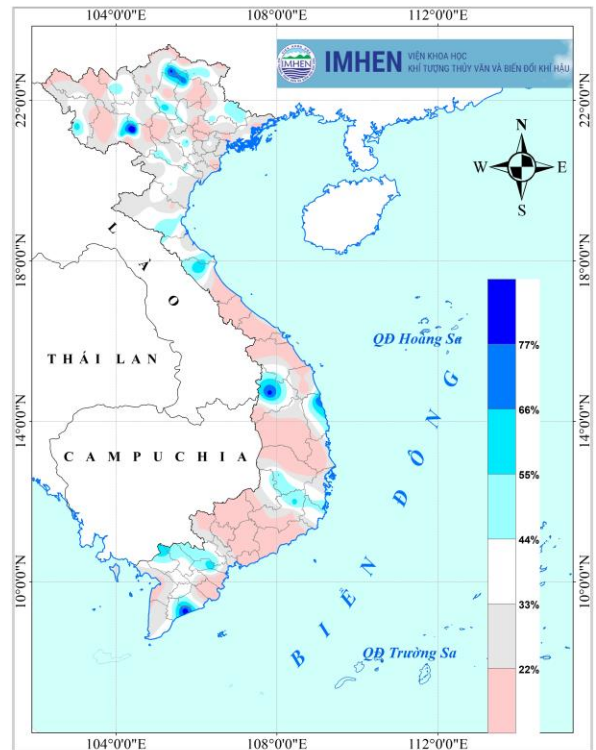 104°0'0"E
108°0'0"E
112°0'0"E
IMHEN
IMHEN
VIỆN KHOA HỌC
KHÍ TƯỢNG THỦY VĂN VÀ BIẾN ĐỔI KHÍ HẬU
22°0'0"N
22°0'0"N
N
W
E
S
18°0'0"N
18°0'0"N
LÀO
77%
QĐ Hoàng Sa
THÁI LAN
66%
14°0'0"N
14°0'0"N
CAMPUCHIA
55%
44%
BIỂN ĐÔNG
10°0'0"N
10°0'0"N
33%
QĐ Trường Sa
22%
104°0'0"E
108°0'0"E
112°0'0"E